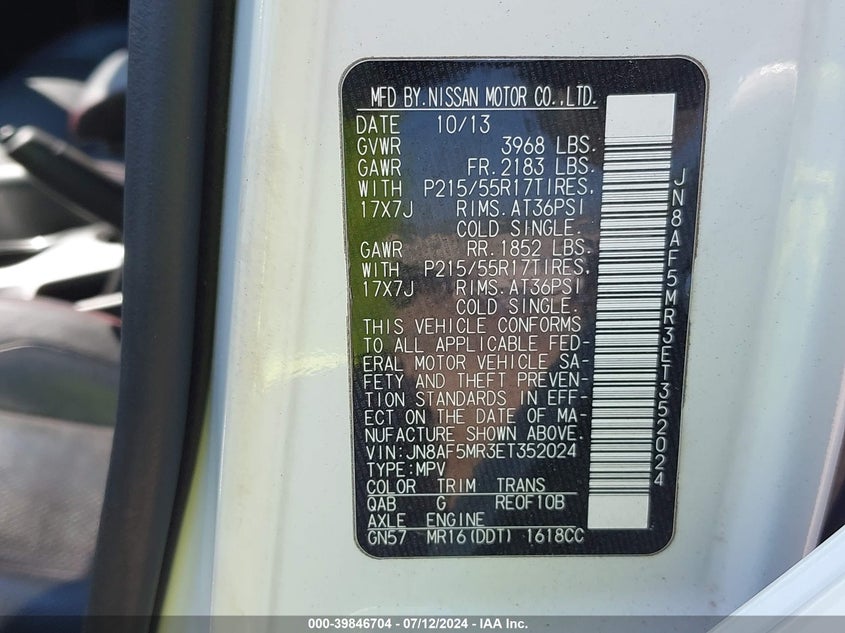 MFD BY.NISSAN MOTOR CO.,LTD.
DATE 10/13
GVWR 3968 LBS.
GAWR FR.2183 LBS.
WITH P215/55R17TIRES.
17X7J RIMS.AT36PSI
COLD SINGLE.
GAWR RR.1852 LBS.
WITH P215/55R17TIRES.
17X7J RIMS.AT36PSI
COLD SINGLE.
THIS VEHICLE CONFORMS
TO ALL APPLICABLE FED-
ERAL MOTOR VEHICLE SA-
FETY AND THEFT PREVEN-
TION STANDARDS IN EFF-
ECT ON THE DATE OF MA-
NUFACTURE SHOWN ABOVE.
VIN:JN8AF5MR3ET352024
TYPE:MPV
COLOR TRIM TRANS
QAB G RE0F10B
AXLE ENGINE
GN57 MR16(DDT) 1618CC
JN8AF5MR3ET352024
000-39846704 - 07/12/2024 - IAA Inc.